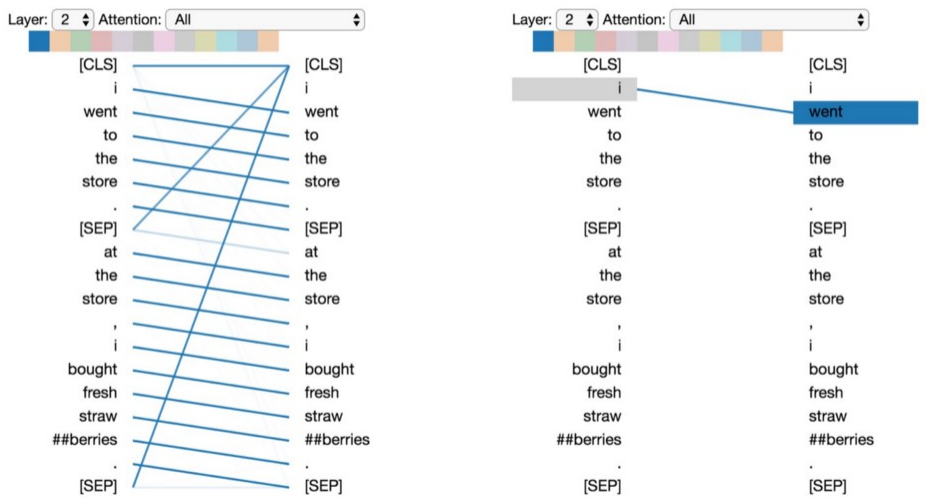 Layer: 2 Attention: All
[CLS] [CLS]
i i
went went
to to
the the
store store
. .
[SEP] [SEP]
at at
the the
store store
, ,
i i
bought bought
fresh fresh
straw straw
##berries ##berries
. .
[SEP] [SEP]
Layer: 2 Attention: All
[CLS] [CLS]
i i
went went
to to
the the
store store
. .
[SEP] [SEP]
at at
the the
store store
, ,
i i
bought bought
fresh fresh
straw straw
##berries ##berries
. .
[SEP] [SEP]